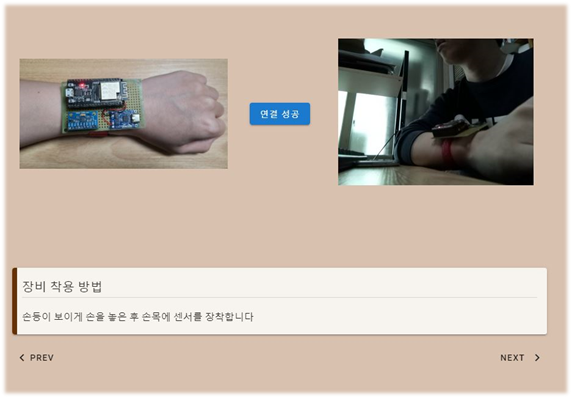 연결 성공
장비 착용 방법
손등이 보이게 손을 놓은 후 손목에 센서를 장착합니다
PREV
NEXT